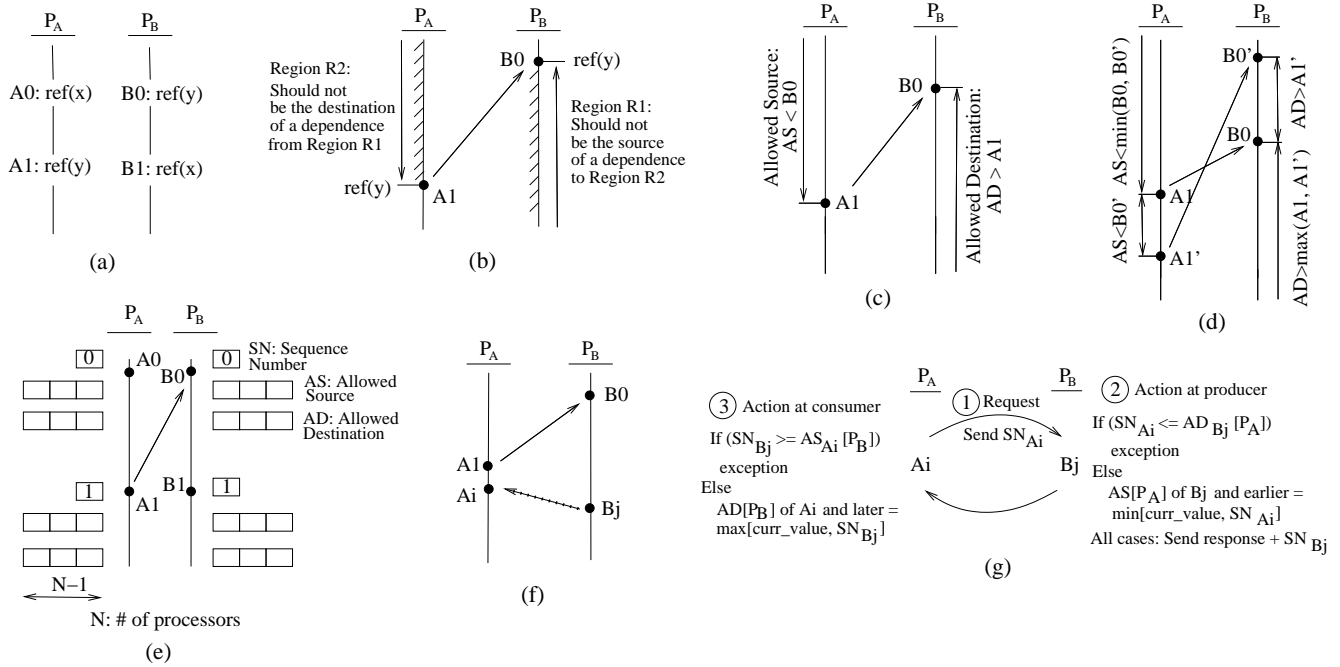 P_A
P_B
A0: ref(x)
B0: ref(y)
A1: ref(y)
B1: ref(x)
(a)
P_A
P_B
Region R2:
Should not
be the destination
of a dependence
from Region R1
B0
ref(y)
Region R1:
Should not
be the source
of a dependence
to Region R2
ref(y)
A1
(b)
P_A
P_B
Allowed Source:
AS < B0
B0
A1
Allowed Destination:
AD > A1
(c)
P_A
P_B
AS<min(B0, B0')
AS<B0'
B0'
B0
A1
A1'
AD>A1'
AD>max(A1, A1')
(d)
P_A
P_B
0
A0
B0
0
SN: Sequence
Number
AS: Allowed
Source
AD: Allowed
Destination
1
A1
B1
1
N−1
N: # of processors
(e)
P_A
P_B
B0
A1
Ai
Bj
(f)
P_A
P_B
3 Action at consumer
If (SN_Bj >= AS_Ai [P_B])
exception
Else
AD[P_B] of Ai and later =
max[curr_value, SN_Bj]
1 Request
Send SN_Ai
Ai
Bj
2 Action at producer
If (SN_Ai <= AD_Bj [P_A])
exception
Else
AS[P_A] of Bj and earlier =
min[curr_value, SN_Ai]
All cases: Send response + SN_Bj
(g)